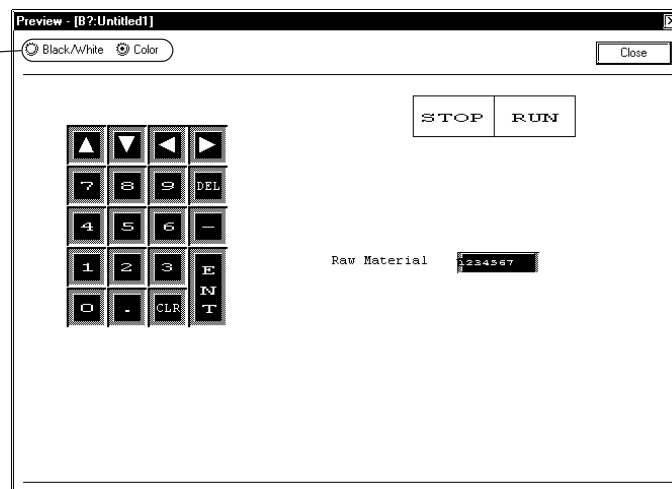 Preview - [B?:Untitled1]
Black/White Color
Close
STOP RUN
7 8 9 DEL
4 5 6 −
1 2 3 ENT
0 . CLR
Raw Material 1234567